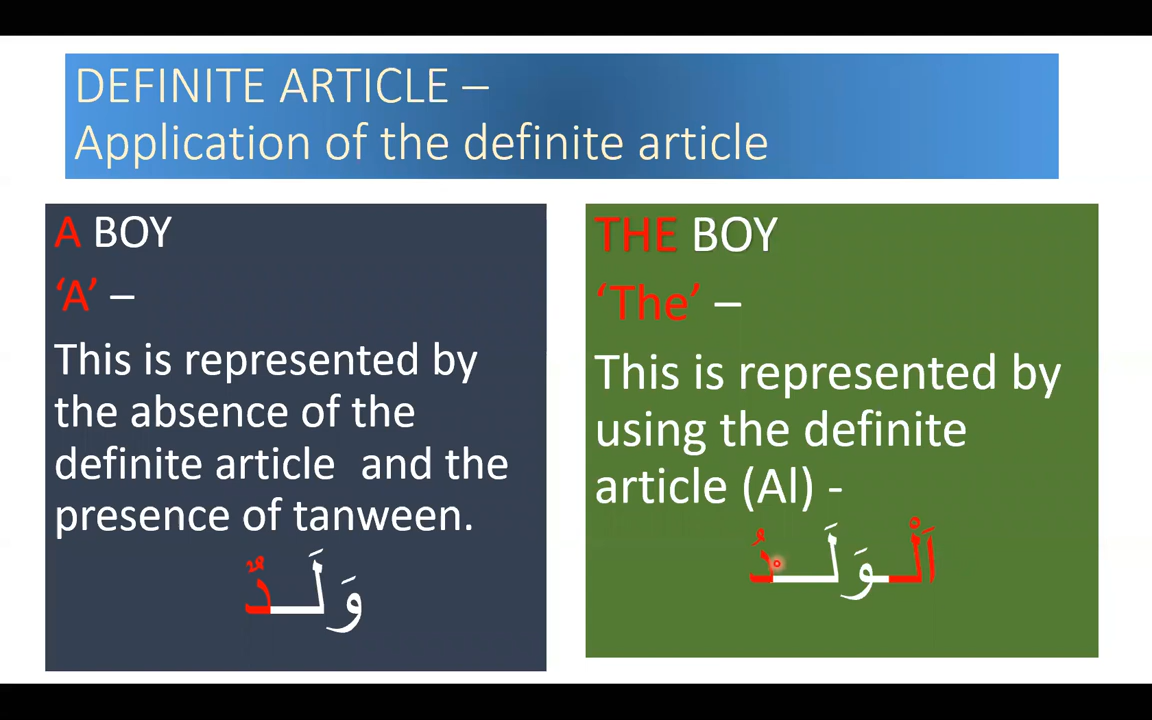 DEFINITE ARTICLE –
Application of the definite article
A BOY
‘A’ –
This is represented by
the absence of the
definite article and the
presence of tanween.
وَلَـــدٌ
THE BOY
‘The’ –
This is represented by
using the definite
article (Al) -
اَلْـوَلَـــدُ